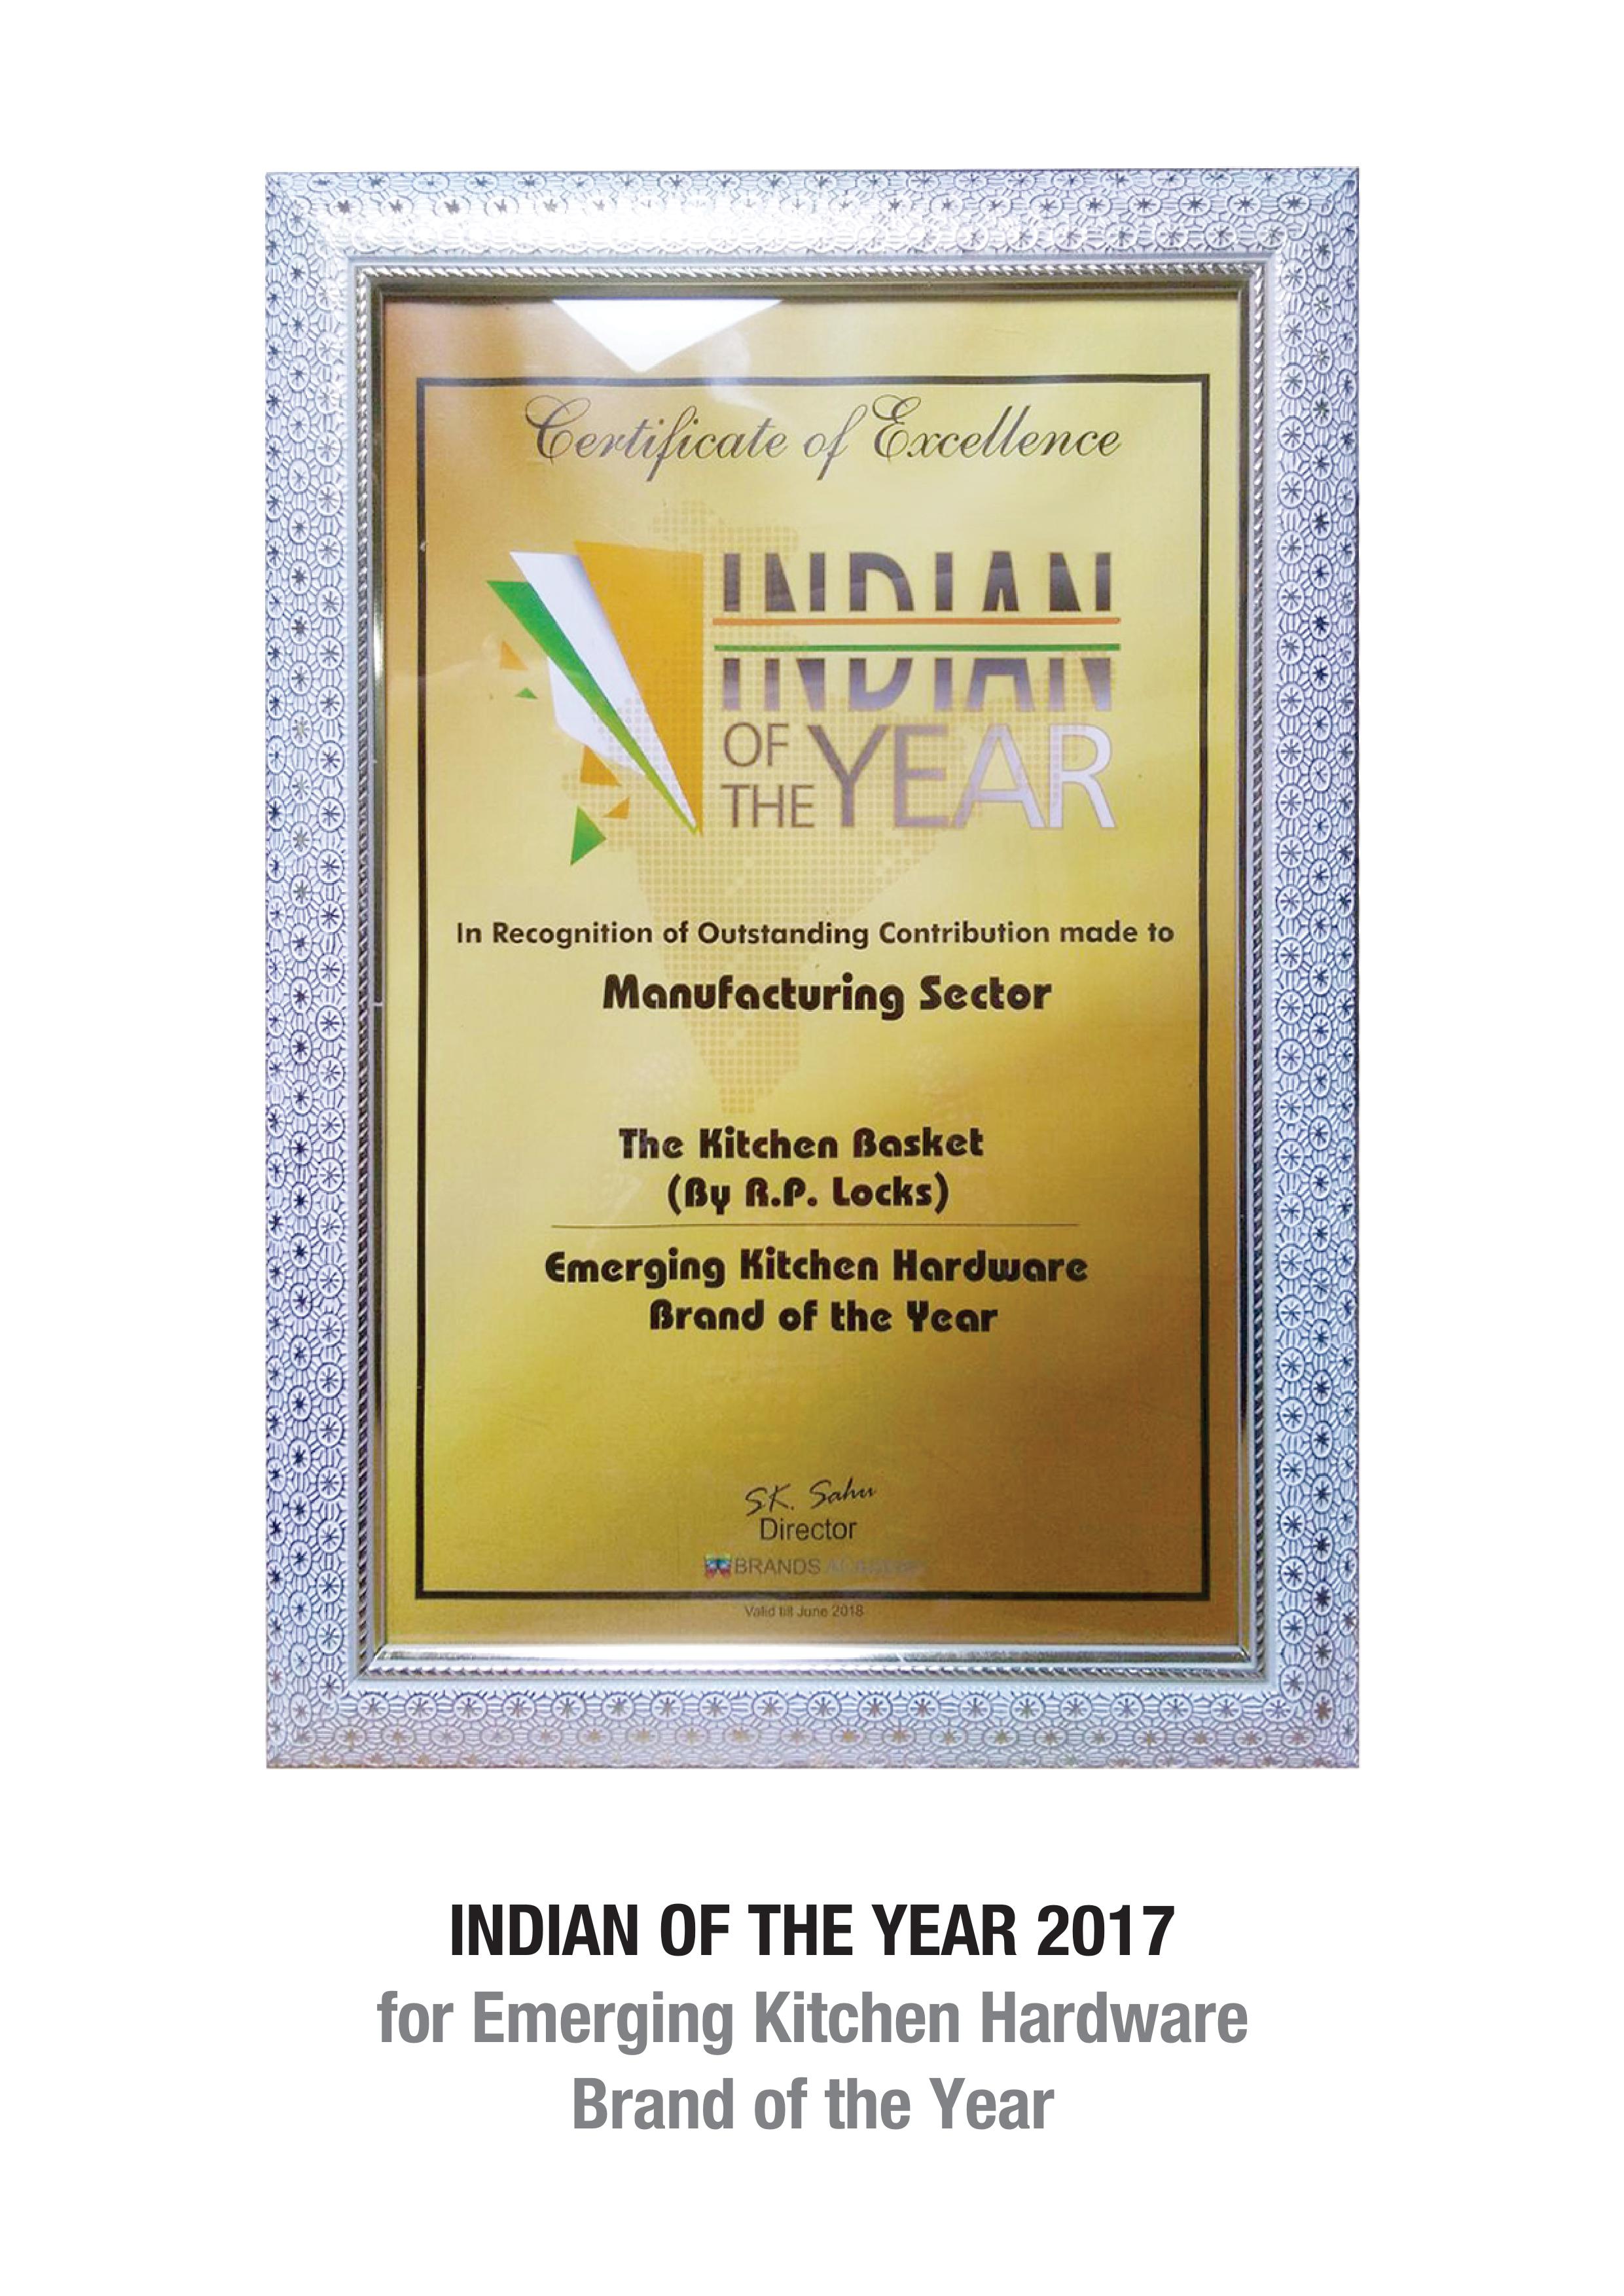 Certificate of Excellence
INDIAN
OF
THE YEAR
In Recognition of Outstanding Contribution made to
Manufacturing Sector
The Kitchen Basket
(By R.P. Locks)
Emerging Kitchen Hardware
Brand of the Year
SK. Sahu
Director
BRANDS ACADEMY
Valid till June 2018
INDIAN OF THE YEAR 2017
for Emerging Kitchen Hardware
Brand of the Year